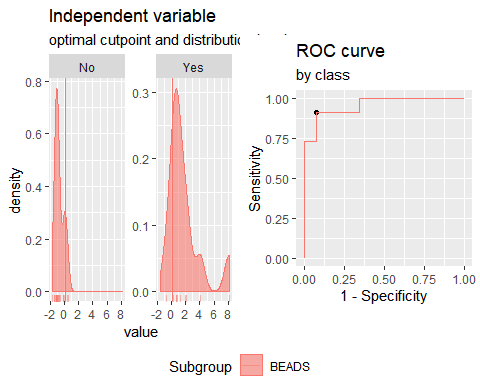 Independent variable
optimal cutpoint and distributio
No
Yes
0.8
0.6
0.4
0.2
0.0
density
0.3
0.2
0.1
0.0
-2 0 2 4 6 8
-2 0 2 4 6 8
value
ROC curve
by class
1.00
0.75
0.50
0.25
0.00
Sensitivity
0.00 0.25 0.50 0.75 1.00
1 - Specificity
Subgroup
BEADS